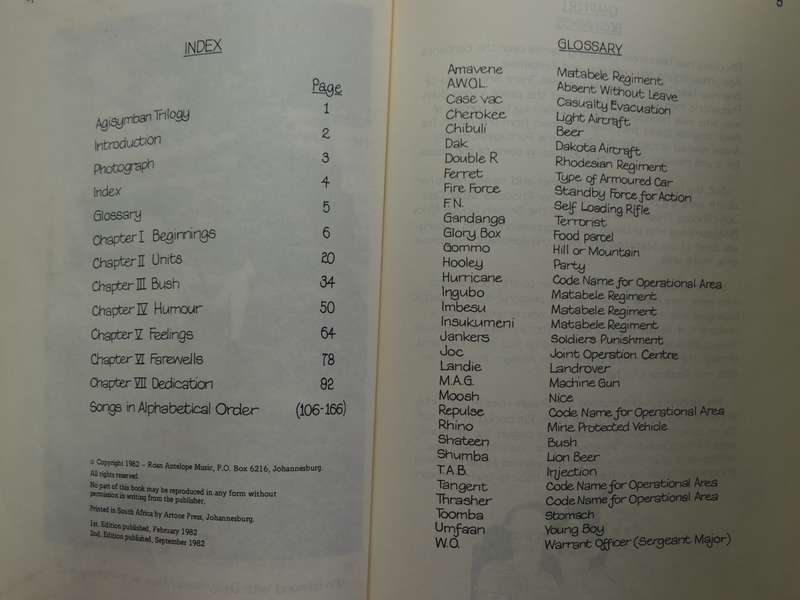 INDEX
Page
Agisymban Trilogy 1
Introduction 2
Photograph 3
Index 4
Glossary 5
Chapter I Beginnings 6
Chapter II Units 20
Chapter III Bush 34
Chapter IV Humour 50
Chapter V Feelings 64
Chapter VI Farewells 78
Chapter VII Dedication 92
Songs in Alphabetical Order (106-166)
© Copyright 1982 – Roan Antelope Music, P.O. Box 6216, Johannesburg.
All rights reserved.
No part of this book may be reproduced in any form without
permission in writing from the publisher.
Printed in South Africa by Artone Press, Johannesburg.
1st. Edition published, February 1982
2nd. Edition published, September 1982
GLOSSARY
Amavene Matabele Regiment
A.W.O.L. Absent Without Leave
Case vac Casualty Evacuation
Cherokee Light Aircraft
Chibuli Beer
Dak Dakota Aircraft
Double R Rhodesian Regiment
Ferret Type of Armoured Car
Fire Force Standby Force for Action
F.N. Self Loading Rifle
Gandanga Terrorist
Glory Box Food parcel
Gommo Hill or Mountain
Hooley Party
Hurricane Code Name for Operational Area
Ingubo Matabele Regiment
Imbesu Matabele Regiment
Insukumeni Matabele Regiment
Jankers Soldiers Punishment
Joc Joint Operation Centre
Landie Landrover
M.A.G. Machine Gun
Moosh Nice
Repulse Code Name for Operational Area
Rhino Mine Protected Vehicle
Shateen Bush
Shumba Lion Beer
T.A.B. Injection
Tangent Code Name for Operational Area
Thrasher Code Name for Operational Area
Toomba Stomach
Umfaan Young Boy
W.O. Warrant Officer (Sergeant Major)